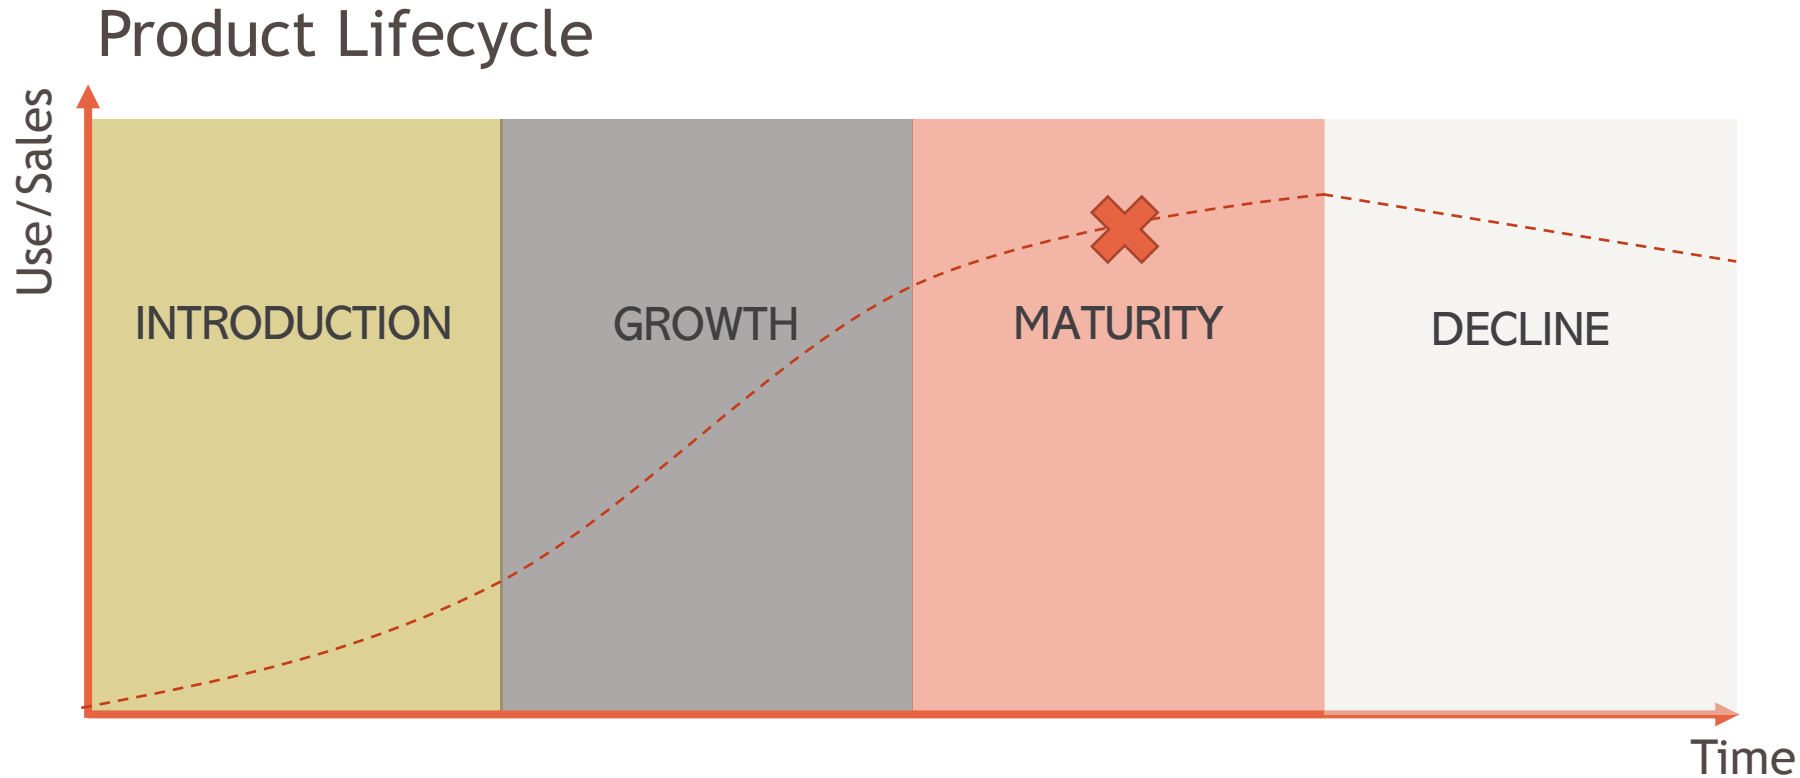 Product Lifecycle
Use/Sales
INTRODUCTION
GROWTH
MATURITY
DECLINE
Time